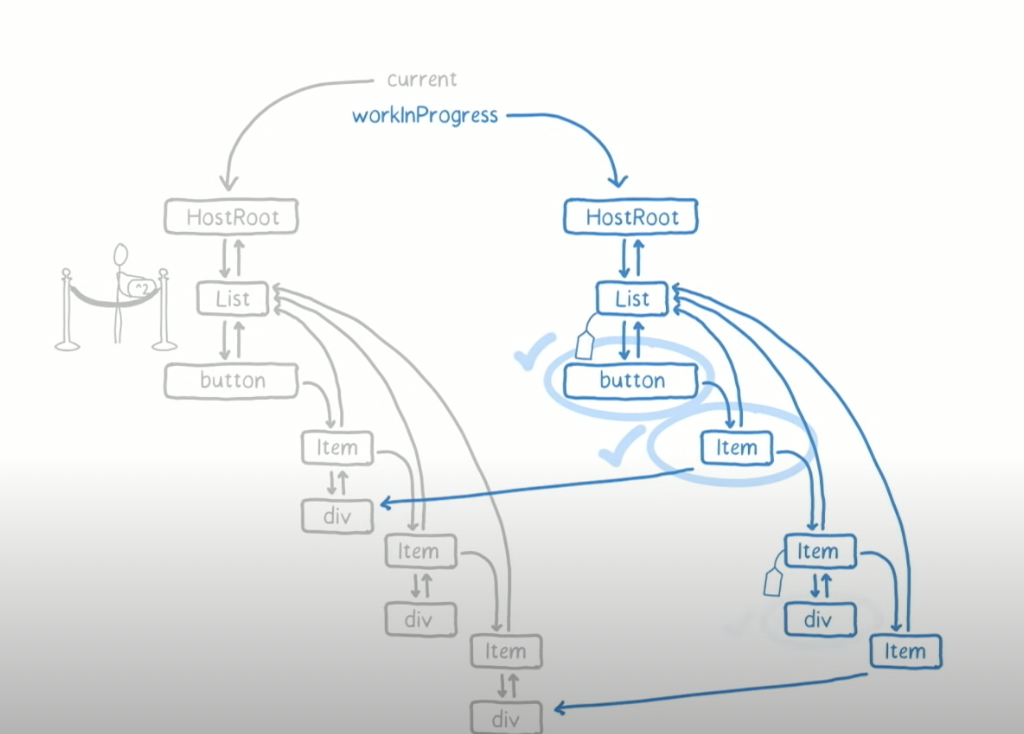 current
workInProgress
HostRoot
HostRoot
^2
List
List
button
button
Item
Item
div
Item
Item
div
div
Item
Item
div